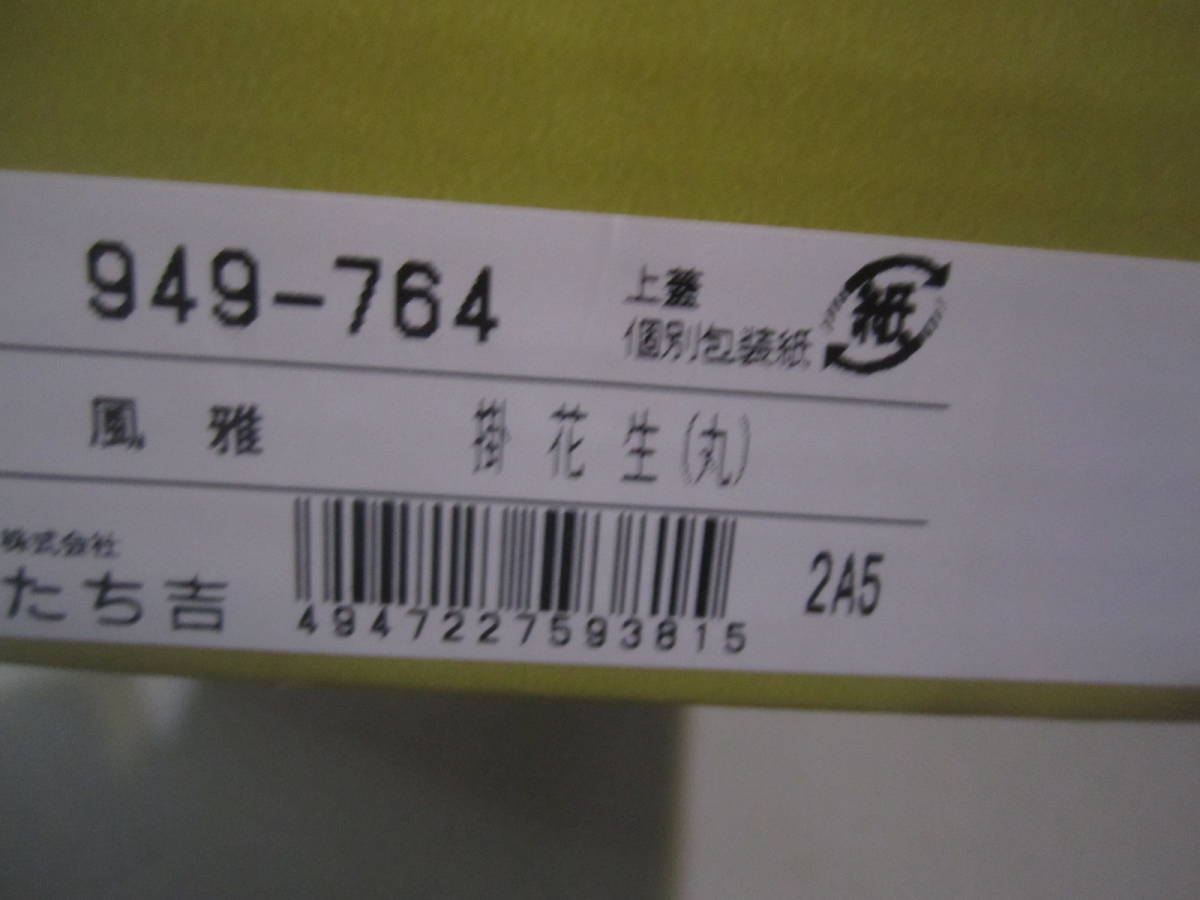 949-764
上蓋
個別包装紙
紙
風雅 掛花生(丸)
株式会社
たち吉
4947227593815
2A5